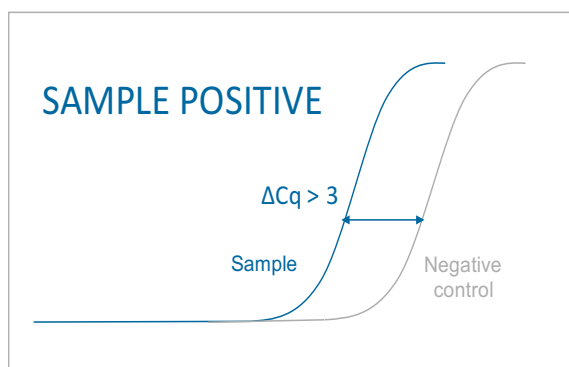 SAMPLE POSITIVE
ΔCq > 3
Sample
Negative
control